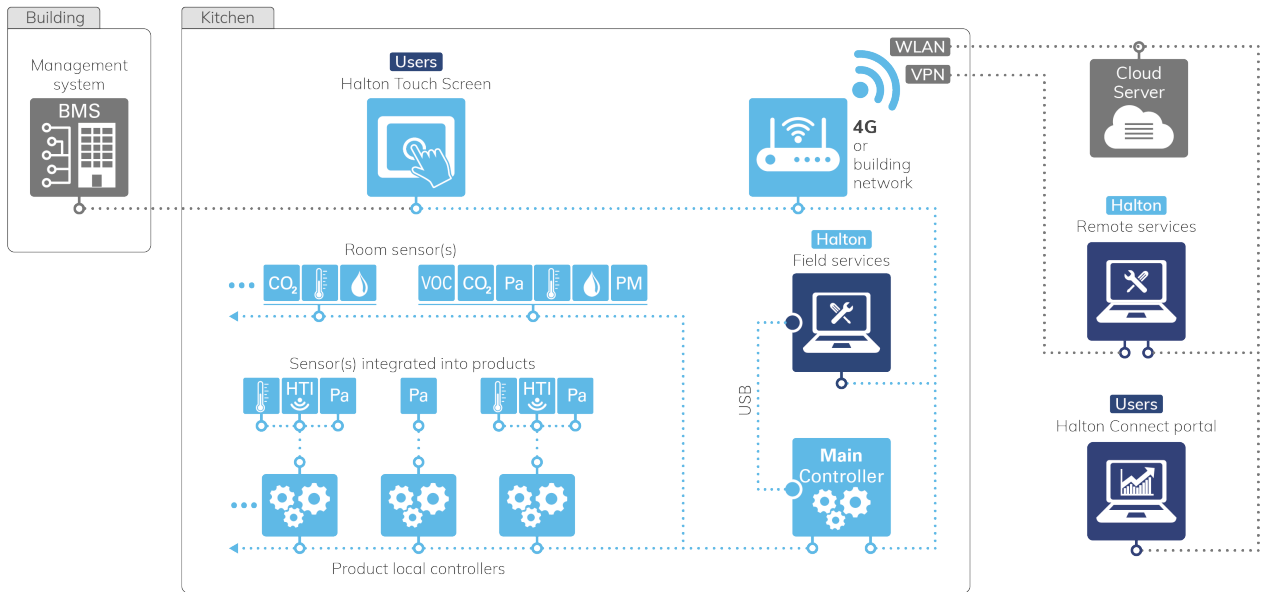 Building
Kitchen
Management
system
BMS
Users
Halton Touch Screen
WLAN
VPN
4G
or
building
network
Cloud
Server
Halton
Remote services
Room sensor(s)
CO₂
VOC
CO₂
Pa
PM
Halton
Field services
Sensor(s) integrated into products
HTI
Pa
Pa
HTI
Pa
USB
Main
Controller
Users
Halton Connect portal
Product local controllers